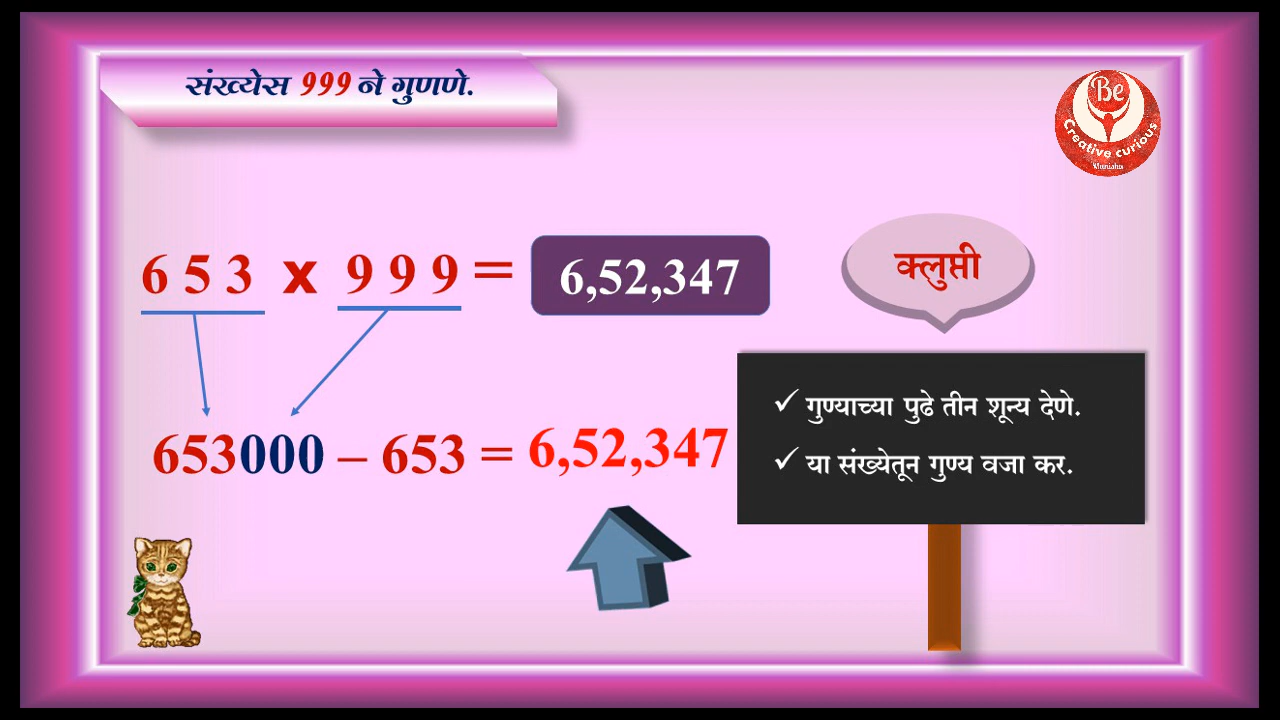 संख्येस 999 ने गुणणे.
Be
Creative curious
Manisha
6 5 3 x 9 9 9 = 6,52,347
क्लुप्ती
653000 – 653 = 6,52,347
✓ गुण्याच्या पुढे तीन शून्य देणे.
✓ या संख्येतून गुण्य वजा कर.